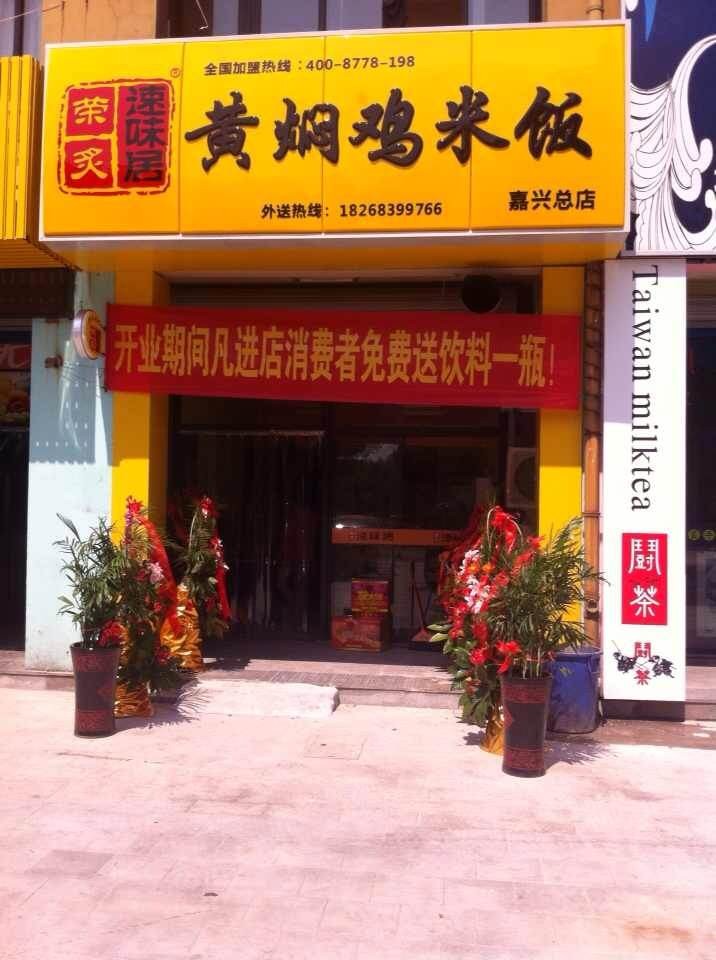 全国加盟热线：400-8778-198
荣炙
速味居
®
黄焖鸡米饭
外送热线：18268399766
嘉兴总店
开业期间凡进店消费者免费送饮料一瓶！
Taiwan milktea
鬪茶
鬪茶